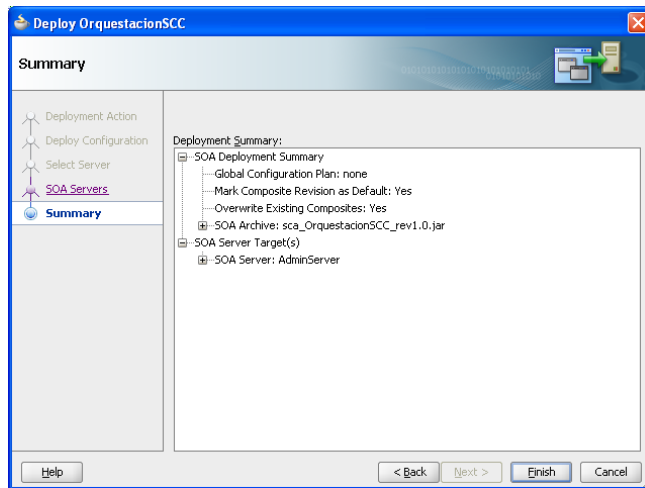 Deploy OrquestacionSCC
Summary
Deployment Action
Deploy Configuration
Select Server
SOA Servers
Summary
Deployment Summary:
SOA Deployment Summary
Global Configuration Plan: none
Mark Composite Revision as Default: Yes
Overwrite Existing Composites: Yes
SOA Archive: sca_OrquestacionSCC_rev1.0.jar
SOA Server Target(s)
SOA Server: AdminServer
Help
< Back
Next >
Finish
Cancel